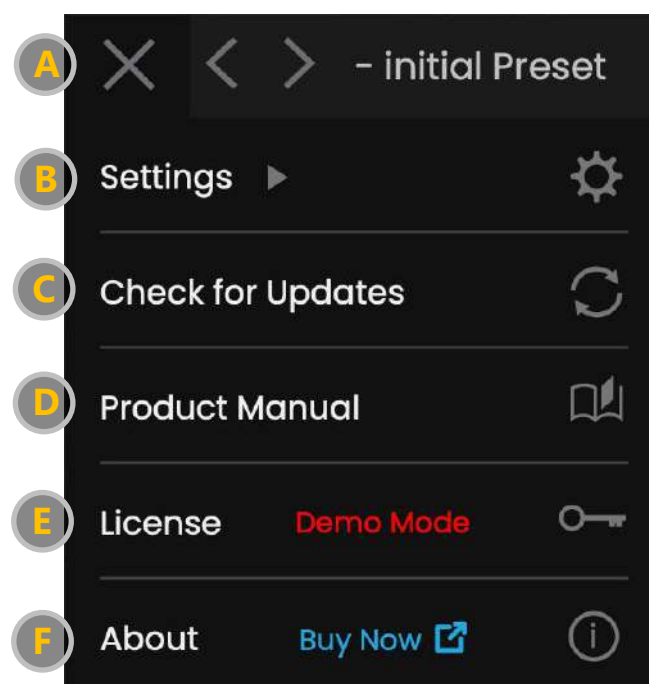 A - initial Preset
B Settings
C Check for Updates
D Product Manual
E License Demo Mode
F About Buy Now